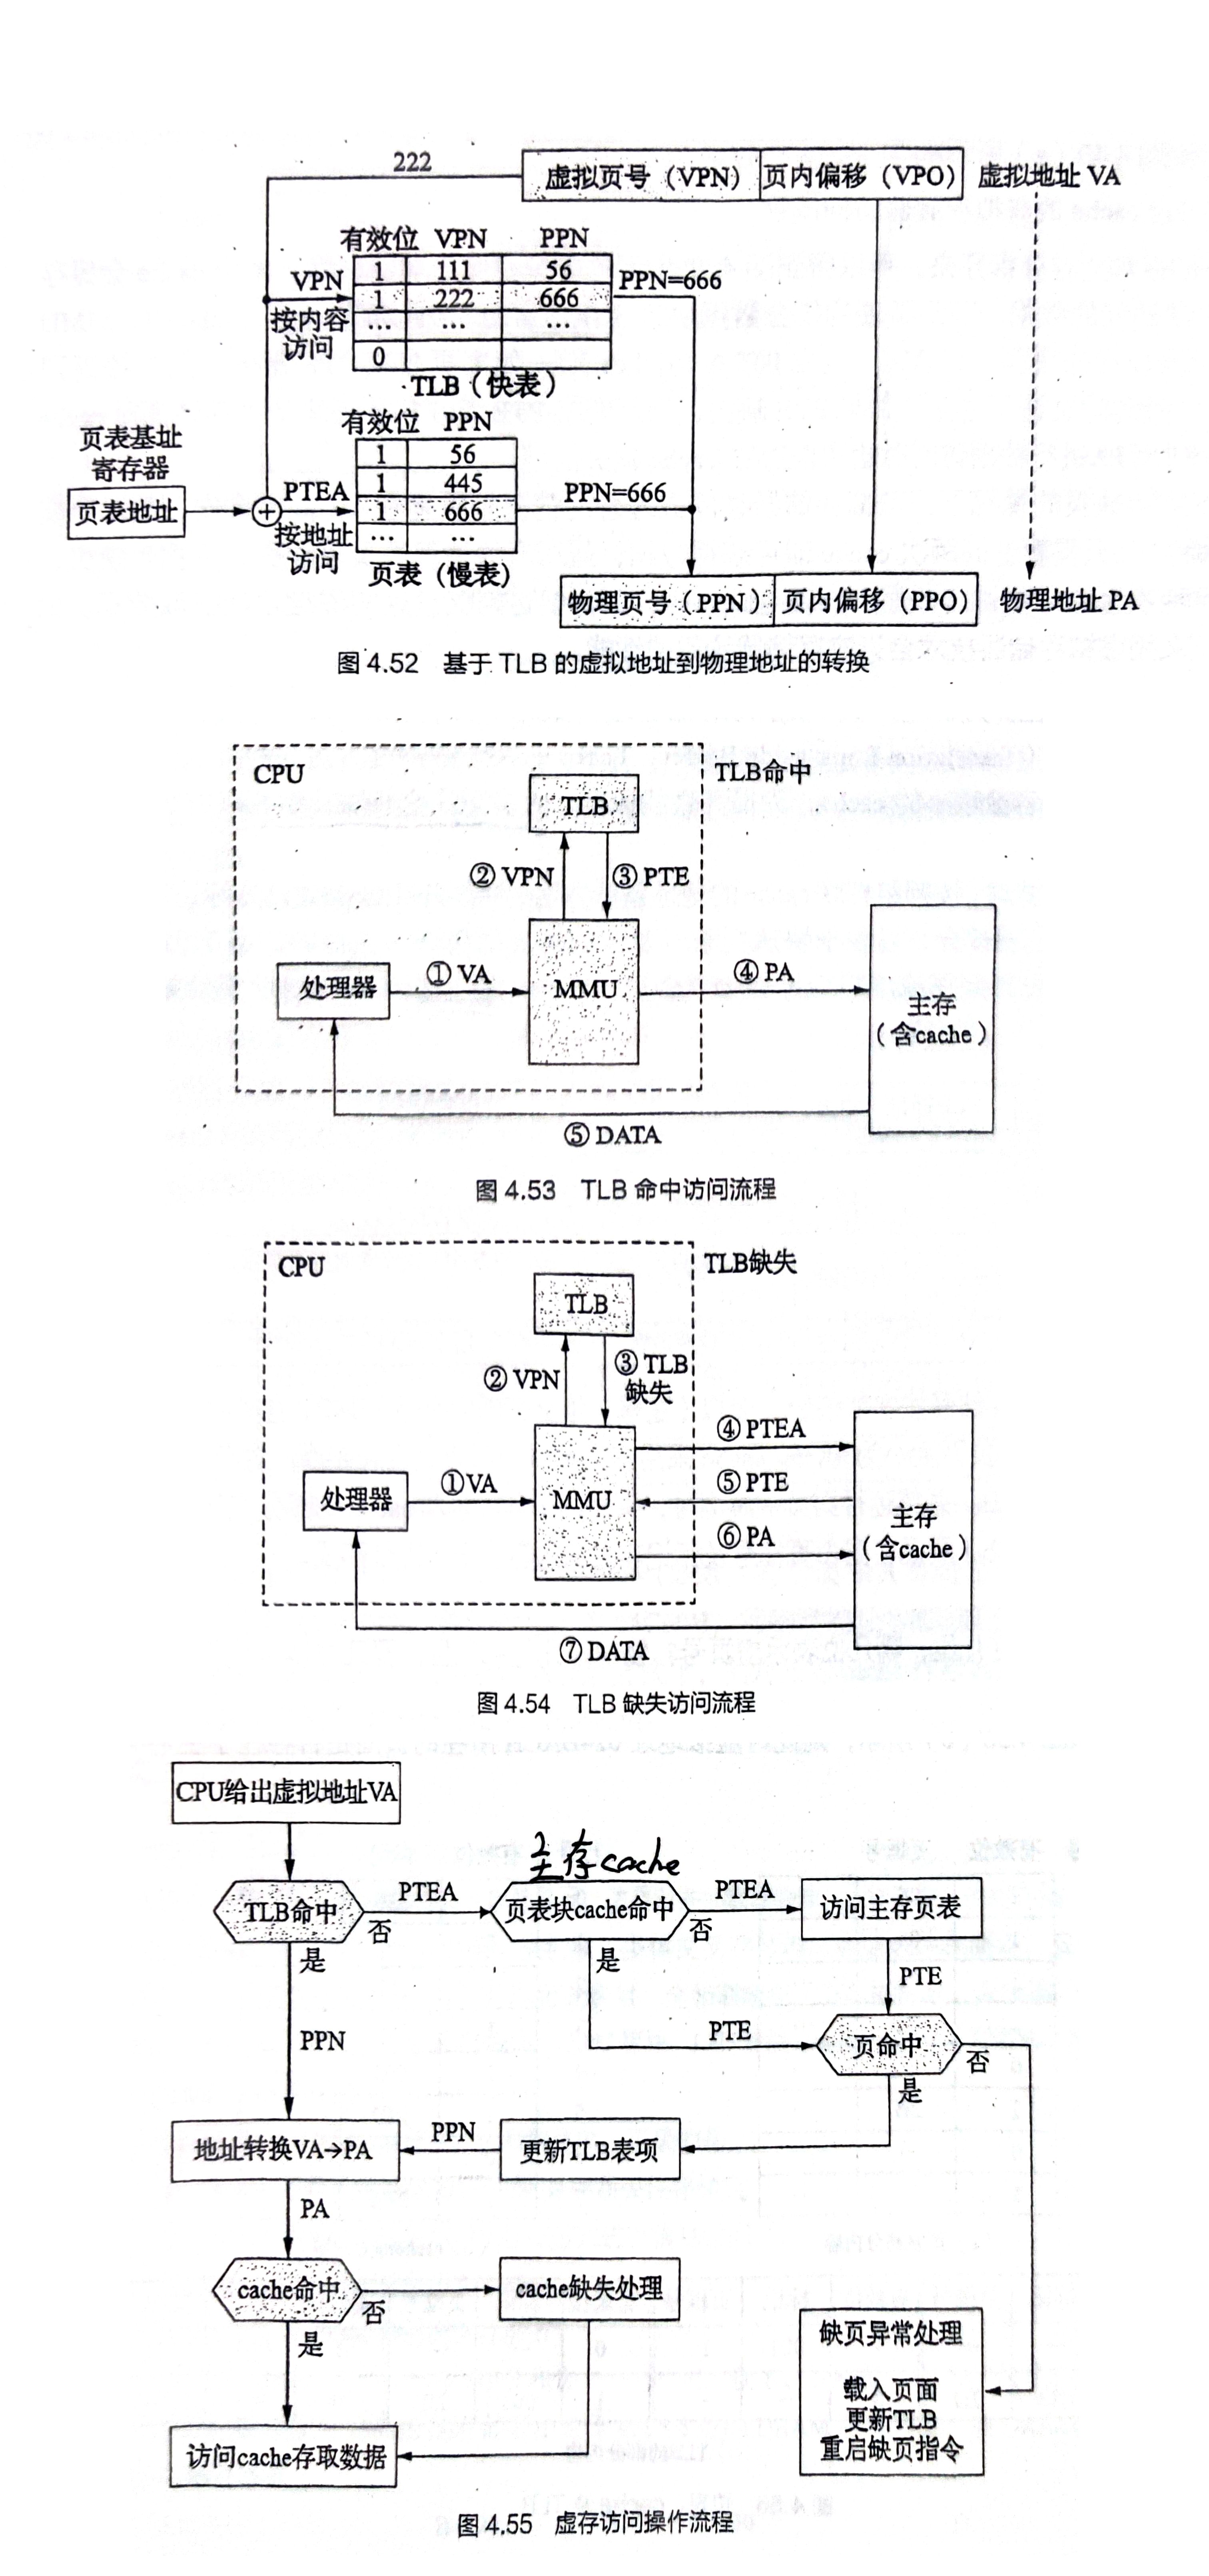 222
虚拟页号（VPN） 页内偏移（VPO） 虚拟地址 VA
有效位 VPN PPN
1 111 56
VPN
PPN=666
1 222 666
按内容
访问
... ... ...
0
TLB（快表）
有效位 PPN
页表基址
寄存器
1 56
1 445
PTEA
PPN=666
页表地址
1 666
按地址
访问
... ...
页表（慢表）
物理页号（PPN） 页内偏移（PPO） 物理地址 PA
图 4.52 基于 TLB 的虚拟地址到物理地址的转换
CPU
TLB命中
TLB
② VPN ③ PTE
处理器
① VA
MMU
④ PA
主存
（含cache）
⑤ DATA
图 4.53 TLB 命中访问流程
CPU
TLB缺失
TLB
② VPN
③ TLB
缺失
④ PTEA
处理器
①VA
MMU
⑤ PTE
⑥ PA
主存
（含cache）
⑦ DATA
图 4.54 TLB 缺失访问流程
CPU给出虚拟地址VA
主存cache
TLB命中
PTEA
否
页表块cache命中
PTEA
否
访问主存页表
是
是
PTE
PPN
PTE
页命中
否
是
地址转换VA→PA
PPN
更新TLB表项
PA
cache命中
否
cache缺失处理
是
缺页异常处理
载入页面
更新TLB
重启缺页指令
访问cache存取数据
图 4.55 虚存访问操作流程